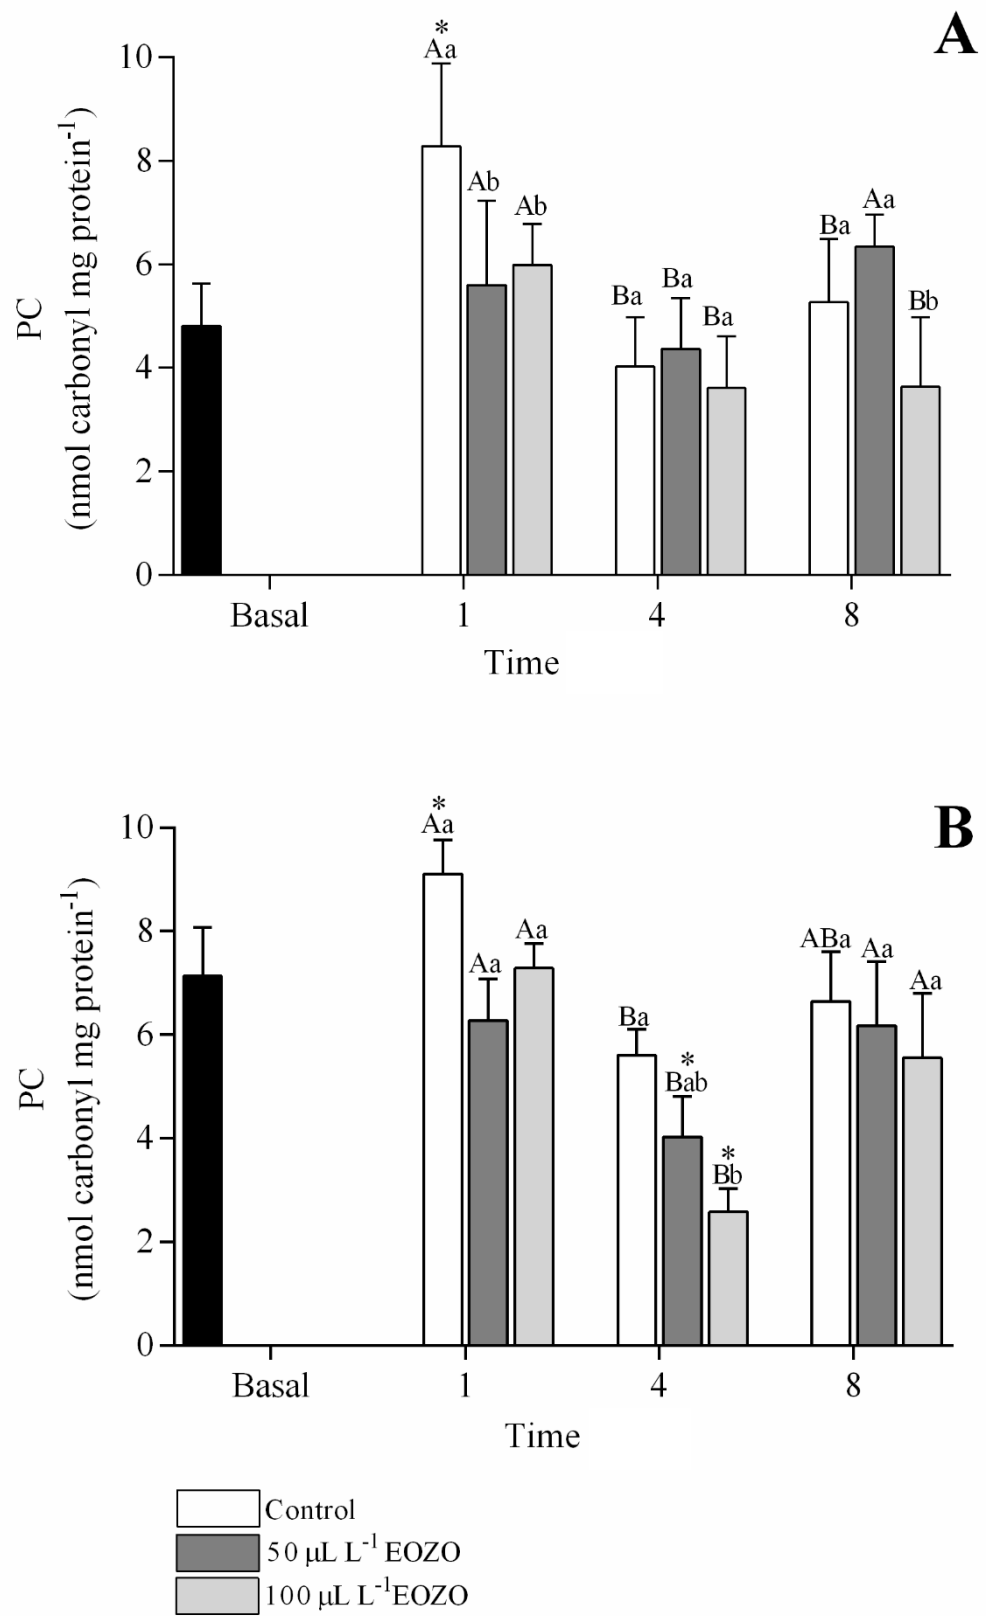 A
*
Aa
10
8
6
4
2
0
PC
(nmol carbonyl mg protein-1)
Ab
Ab
Ba
Ba
Ba
Ba
Aa
Bb
Basal
1
4
8
Time
B
*
Aa
10
8
6
4
2
0
PC
(nmol carbonyl mg protein-1)
Aa
Aa
Ba
*
Bab
*
Bb
ABa
Aa
Aa
Basal
1
4
8
Time
Control
50 µL L-1 EOZO
100 µL L-1EOZO